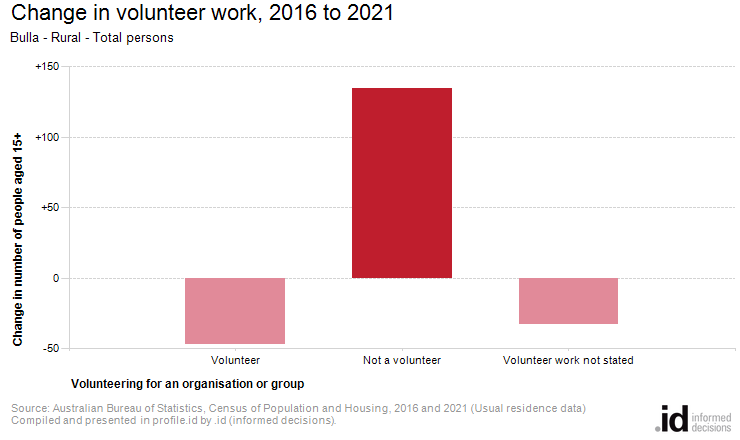 Change in volunteer work, 2016 to 2021
Bulla - Rural - Total persons
Change in number of people aged 15+
+150
+100
+50
0
-50
Volunteer
Not a volunteer
Volunteer work not stated
Volunteering for an organisation or group
Source: Australian Bureau of Statistics, Census of Population and Housing, 2016 and 2021 (Usual residence data)
Compiled and presented in profile.id by .id (informed decisions).
.id informed
decisions